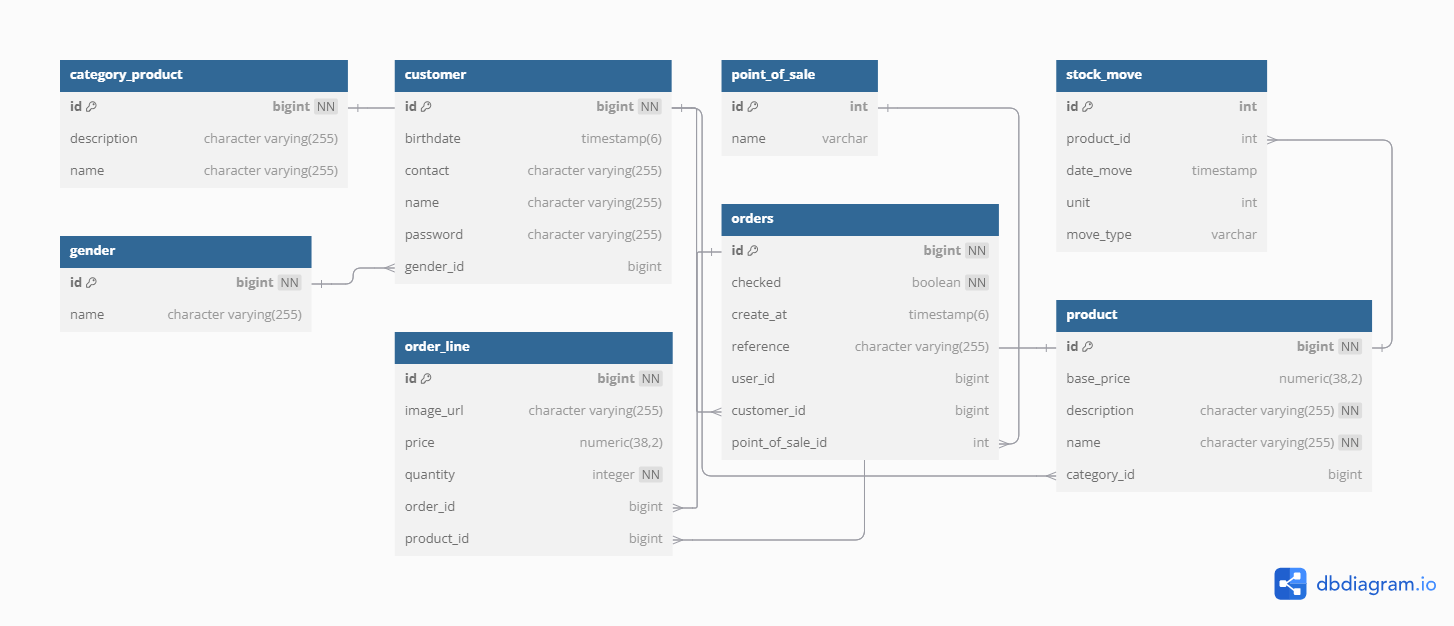 category_product
id bigint NN
description character varying(255)
name character varying(255)
gender
id bigint NN
name character varying(255)
customer
id bigint NN
birthdate timestamp(6)
contact character varying(255)
name character varying(255)
password character varying(255)
gender_id bigint
order_line
id bigint NN
image_url character varying(255)
price numeric(38,2)
quantity integer NN
order_id bigint
product_id bigint
point_of_sale
id int
name varchar
orders
id bigint NN
checked boolean NN
create_at timestamp(6)
reference character varying(255)
user_id bigint
customer_id bigint
point_of_sale_id int
stock_move
id int
product_id int
date_move timestamp
unit int
move_type varchar
product
id bigint NN
base_price numeric(38,2)
description character varying(255) NN
name character varying(255) NN
category_id bigint
dbdiagram.io